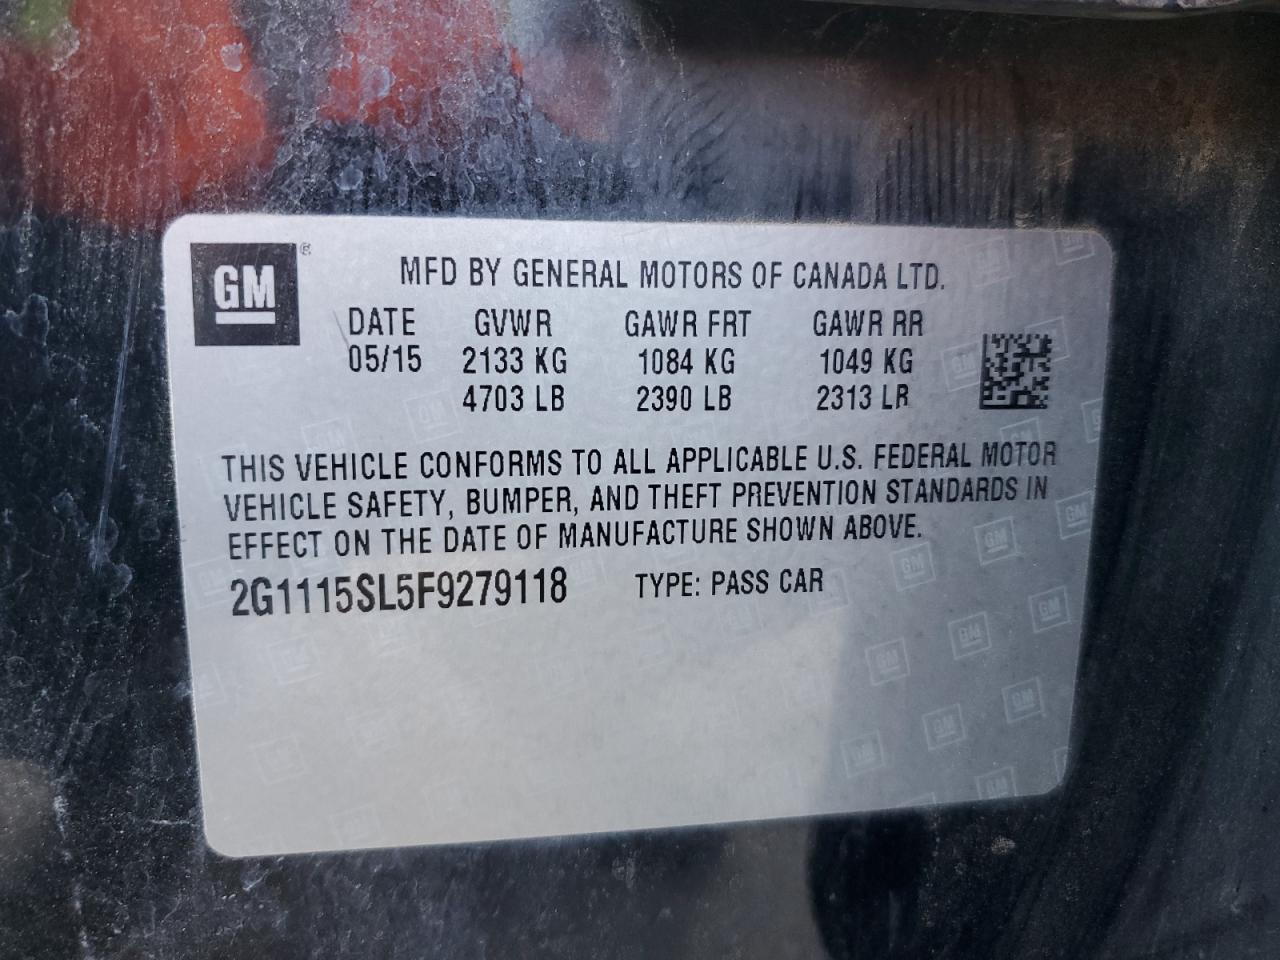 GM®
MFD BY GENERAL MOTORS OF CANADA LTD.
DATE GVWR GAWR FRT GAWR RR
05/15 2133 KG 1084 KG 1049 KG
4703 LB 2390 LB 2313 LB
THIS VEHICLE CONFORMS TO ALL APPLICABLE U.S. FEDERAL MOTOR
VEHICLE SAFETY, BUMPER, AND THEFT PREVENTION STANDARDS IN
EFFECT ON THE DATE OF MANUFACTURE SHOWN ABOVE.
2G1115SL5F9279118 TYPE: PASS CAR